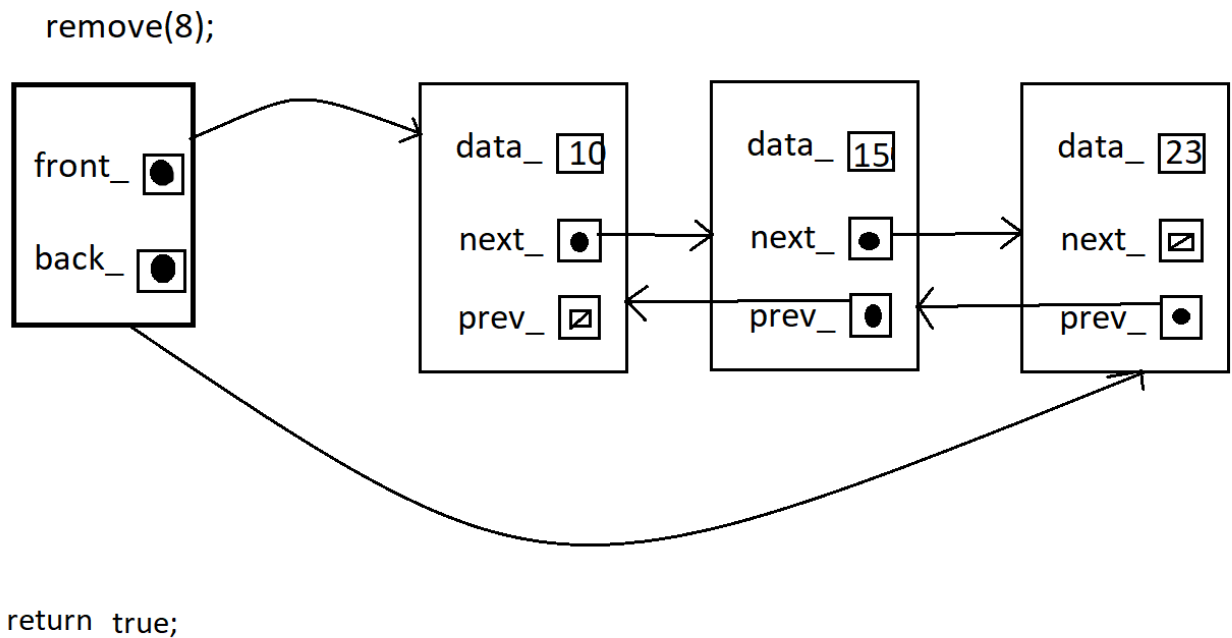 remove(8);
front_
back_
data_ 10
next_
prev_
data_ 15
next_
prev_
data_ 23
next_
prev_
return true;